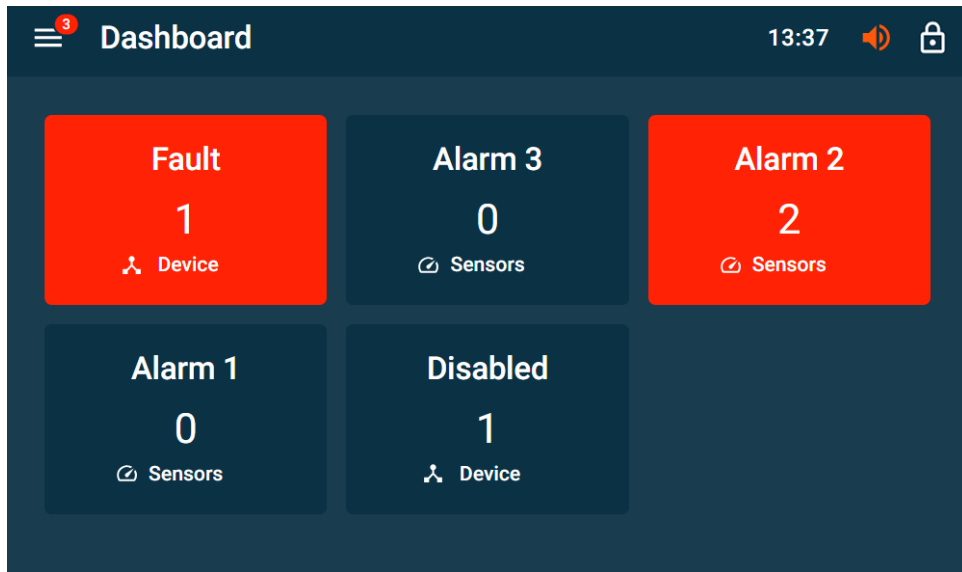 3
Dashboard
13:37
Fault
1
Device
Alarm 3
0
Sensors
Alarm 2
2
Sensors
Alarm 1
0
Sensors
Disabled
1
Device